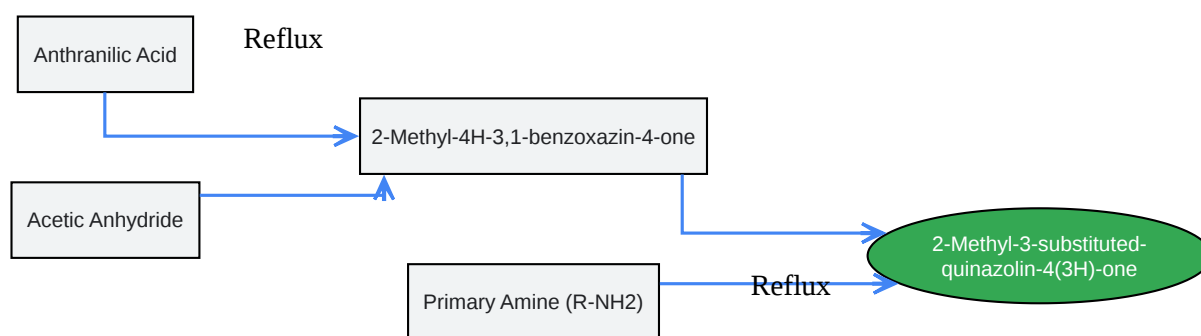 Anthranilic Acid
Reflux
2-Methyl-4H-3,1-benzoxazin-4-one
Acetic Anhydride
2-Methyl-3-substituted-
quinazolin-4(3H)-one
Primary Amine (R-NH2)
Reflux